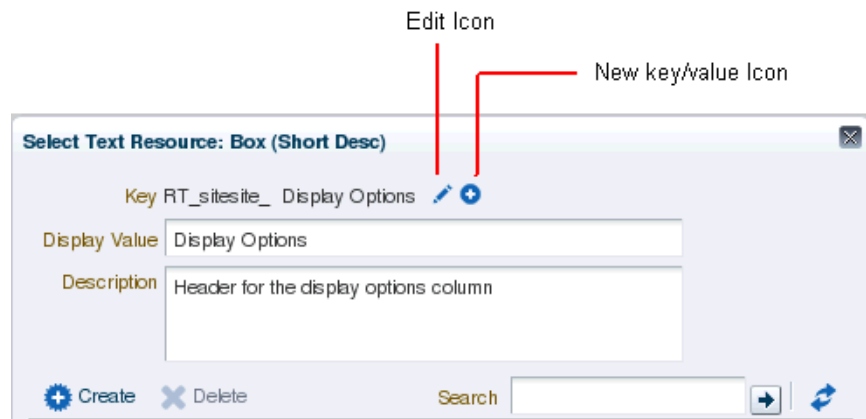 Edit Icon
New key/value Icon
Select Text Resource: Box (Short Desc)
Key RT_sitesite_ Display Options
Display Value Display Options
Description Header for the display options column
Create Delete Search